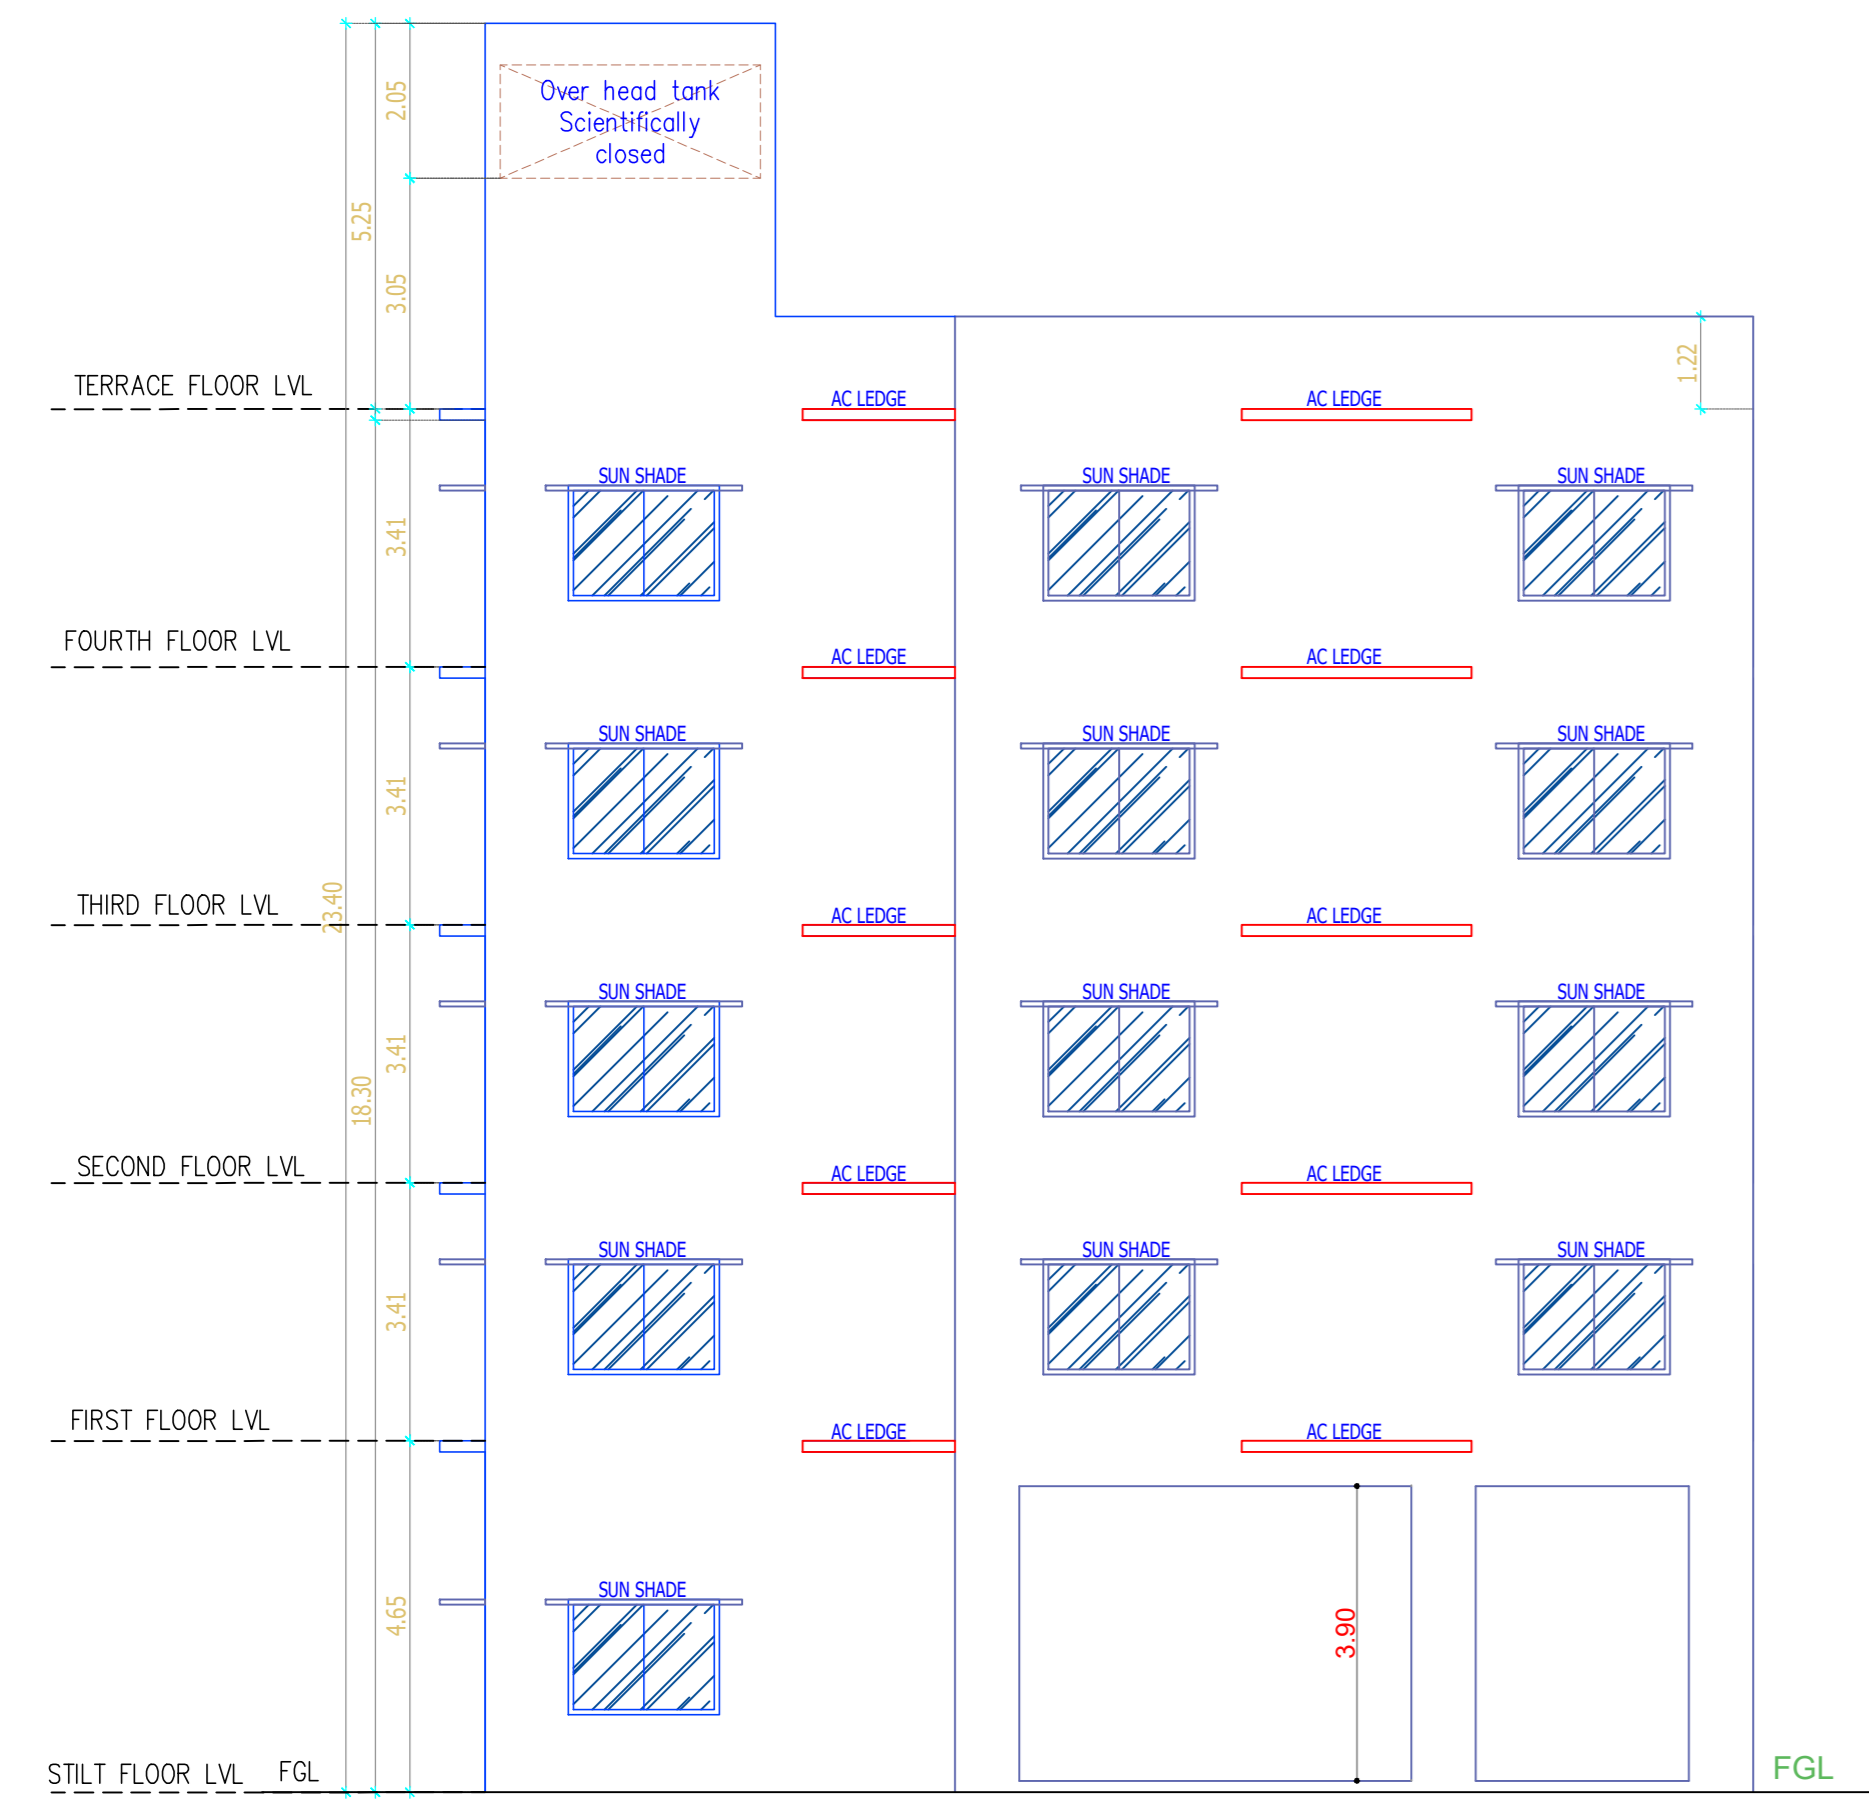 Over head tank
Scientifically
closed
2.05
5.25
3.05
1.22
TERRACE FLOOR LVL
AC LEDGE
AC LEDGE
SUN SHADE
SUN SHADE
SUN SHADE
3.41
FOURTH FLOOR LVL
AC LEDGE
AC LEDGE
SUN SHADE
SUN SHADE
SUN SHADE
3.41
THIRD FLOOR LVL
23.40
AC LEDGE
AC LEDGE
SUN SHADE
SUN SHADE
SUN SHADE
3.41
18.30
SECOND FLOOR LVL
AC LEDGE
AC LEDGE
SUN SHADE
SUN SHADE
SUN SHADE
3.41
FIRST FLOOR LVL
AC LEDGE
AC LEDGE
SUN SHADE
4.65
3.90
STILT FLOOR LVL
FGL
FGL